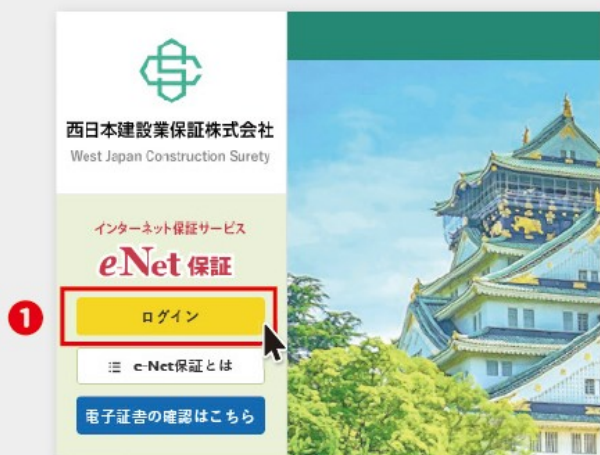 西日本建設業保証株式会社
West Japan Construction Surety
インターネット保証サービス
eNet 保証
1
ログイン
e-Net保証とは
電子証書の確認はこちら